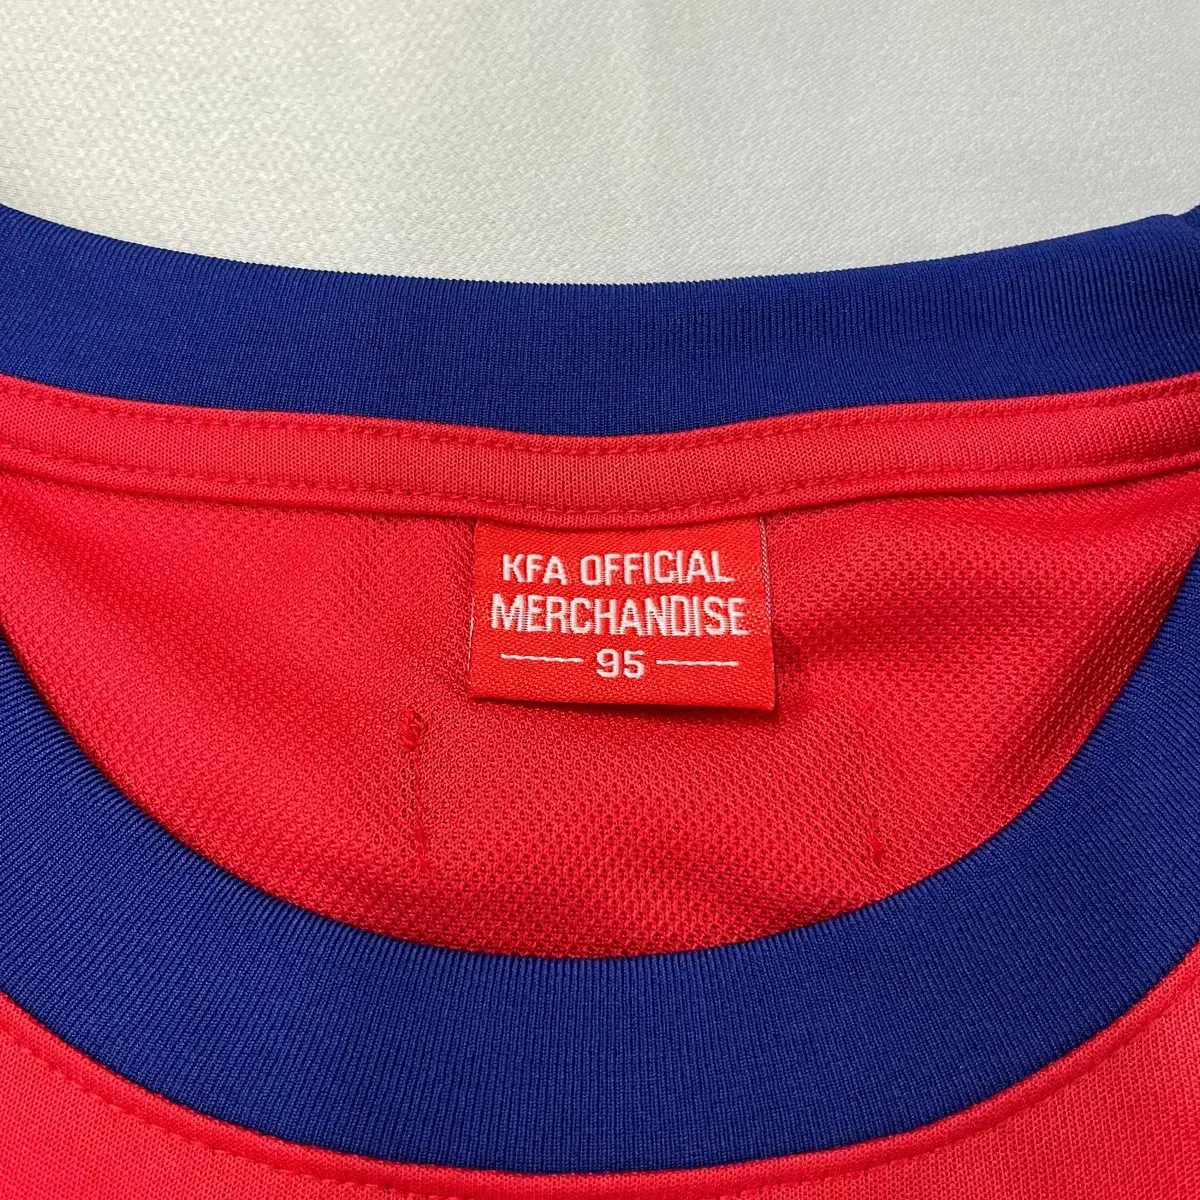 KFA OFFICIAL
MERCHANDISE
95